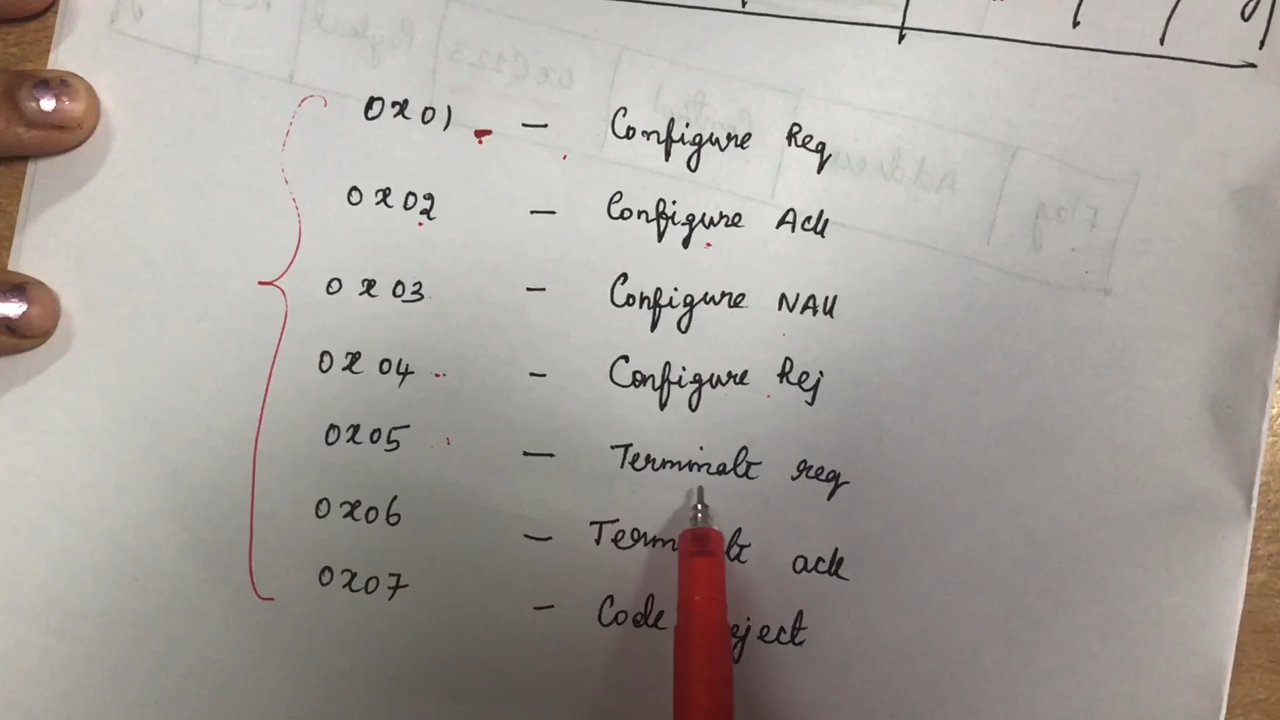 0x01 - Configure Req
0x02 - Configure Ack
0x03 - Configure NAK
0x04 - Configure Rej
0x05 - Terminate req
0x06 - ack
0x07 - Code